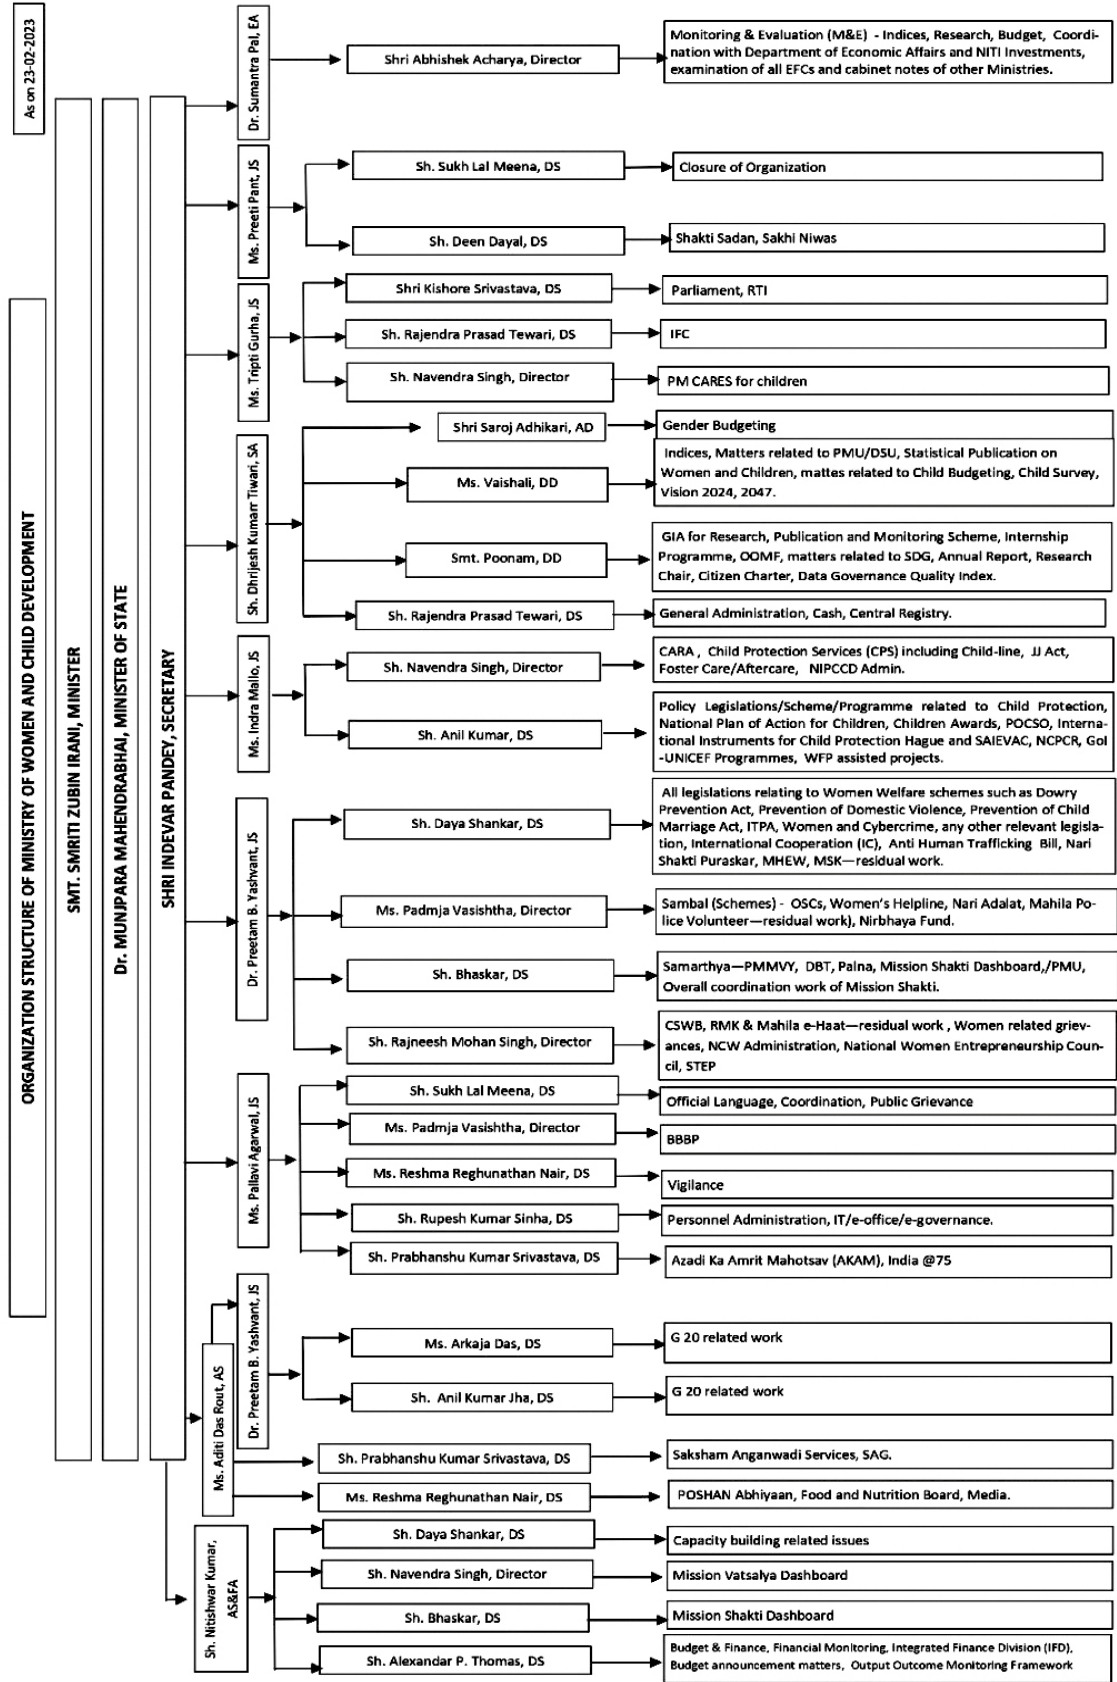 As on 23-02-2023
ORGANIZATION STRUCTURE OF MINISTRY OF WOMEN AND CHILD DEVELOPMENT
SMT. SMRITI ZUBIN IRANI, MINISTER
Dr. MUNJPARA MAHENDRABHAI, MINISTER OF STATE
SHRI INDEVAR PANDEY, SECRETARY
Dr. Sumantra Pal, EA
Shri Abhishek Acharya, Director
Monitoring & Evaluation (M&E) - Indices, Research, Budget, Coordi-
nation with Department of Economic Affairs and NITI Investments,
examination of all EFCs and cabinet notes of other Ministries.
Ms. Preeti Pant, JS
Sh. Sukh Lal Meena, DS
Closure of Organization
Sh. Deen Dayal, DS
Shakti Sadan, Sakhi Niwas
Ms. Tripti Gurha, JS
Shri Kishore Srivastava, DS
Parliament, RTI
Sh. Rajendra Prasad Tewari, DS
IFC
Sh. Navendra Singh, Director
PM CARES for children
Sh. Dhrijesh Kumarr Tiwari, SA
Shri Saroj Adhikari, AD
Gender Budgeting
Ms. Vaishali, DD
Indices, Matters related to PMU/DSU, Statistical Publication on
Women and Children, mattes related to Child Budgeting, Child Survey,
Vision 2024, 2047.
Smt. Poonam, DD
GIA for Research, Publication and Monitoring Scheme, Internship
Programme, OOMF, matters related to SDG, Annual Report, Research
Chair, Citizen Charter, Data Governance Quality Index.
Sh. Rajendra Prasad Tewari, DS
General Administration, Cash, Central Registry.
Ms. Indra Mallo, JS
Sh. Navendra Singh, Director
CARA , Child Protection Services (CPS) including Child-line, JJ Act,
Foster Care/Aftercare, NIPCCD Admin.
Sh. Anil Kumar, DS
Policy Legislations/Scheme/Programme related to Child Protection,
National Plan of Action for Children, Children Awards, POCSO, Interna-
tional Instruments for Child Protection Hague and SAIEVAC, NCPCR, GoI
-UNICEF Programmes, WFP assisted projects.
Dr. Preetam B. Yashvant, JS
Sh. Daya Shankar, DS
All legislations relating to Women Welfare schemes such as Dowry
Prevention Act, Prevention of Domestic Violence, Prevention of Child
Marriage Act, ITPA, Women and Cybercrime, any other relevant legisla-
tion, International Cooperation (IC), Anti Human Trafficking Bill, Nari
Shakti Puraskar, MHEW, MSK—residual work.
Ms. Padmja Vasishtha, Director
Sambal (Schemes) - OSCs, Women's Helpline, Nari Adalat, Mahila Po-
lice Volunteer—residual work), Nirbhaya Fund.
Sh. Bhaskar, DS
Samarthya—PMMVY, DBT, Palna, Mission Shakti Dashboard,/PMU,
Overall coordination work of Mission Shakti.
Sh. Rajneesh Mohan Singh, Director
CSWB, RMK & Mahila e-Haat—residual work , Women related griev-
ances, NCW Administration, National Women Entrepreneurship Coun-
cil, STEP
Ms. Pallavi Agarwal, JS
Sh. Sukh Lal Meena, DS
Official Language, Coordination, Public Grievance
Ms. Padmja Vasishtha, Director
BBBP
Ms. Reshma Reghunathan Nair, DS
Vigilance
Sh. Rupesh Kumar Sinha, DS
Personnel Administration, IT/e-office/e-governance.
Sh. Prabhanshu Kumar Srivastava, DS
Azadi Ka Amrit Mahotsav (AKAM), India @75
Ms. Aditi Das Rout, AS
Dr. Preetam B. Yashvant, JS
Ms. Arkaja Das, DS
G 20 related work
Sh. Anil Kumar Jha, DS
G 20 related work
Sh. Prabhanshu Kumar Srivastava, DS
Saksham Anganwadi Services, SAG.
Ms. Reshma Reghunathan Nair, DS
POSHAN Abhiyaan, Food and Nutrition Board, Media.
Sh. Nitishwar Kumar,
AS&FA
Sh. Daya Shankar, DS
Capacity building related issues
Sh. Navendra Singh, Director
Mission Vatsalya Dashboard
Sh. Bhaskar, DS
Mission Shakti Dashboard
Sh. Alexandar P. Thomas, DS
Budget & Finance, Financial Monitoring, Integrated Finance Division (IFD),
Budget announcement matters, Output Outcome Monitoring Framework